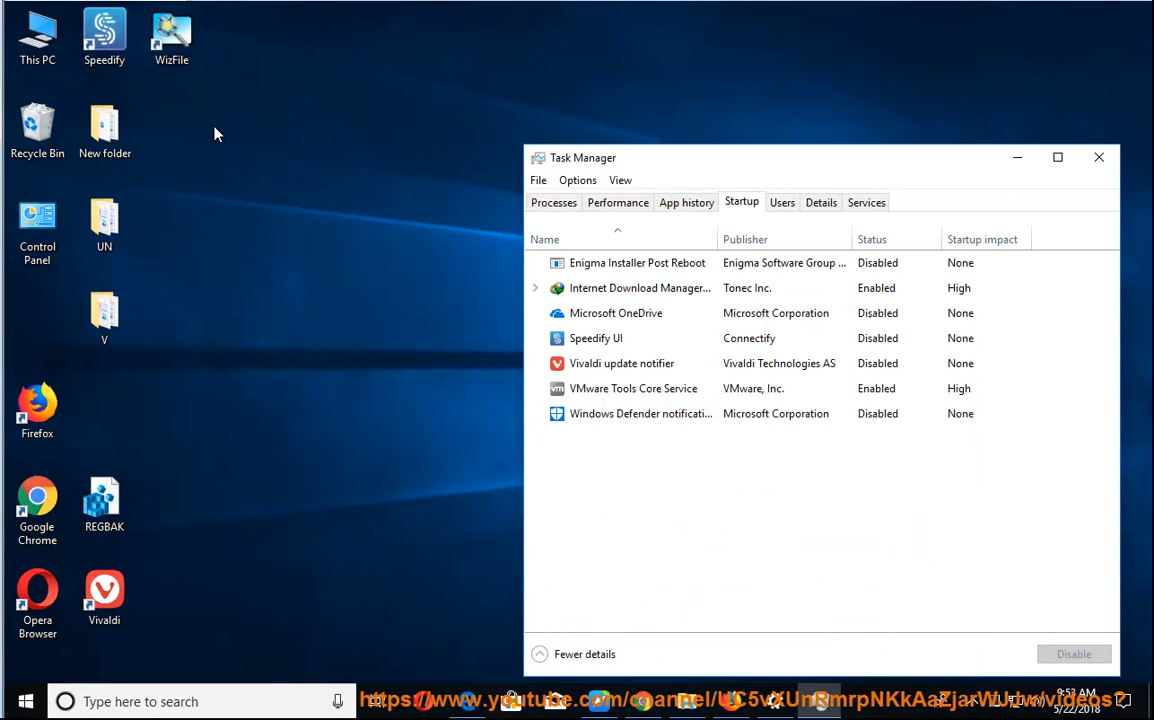 This PC
Speedify
WizFile
Recycle Bin
New folder
Control
Panel
UN
V
Firefox
Google
Chrome
REGBAK
Opera
Browser
Vivaldi
Task Manager
File Options View
Processes Performance App history Startup Users Details Services
Name Publisher Status Startup impact
Enigma Installer Post Reboot Enigma Software Group ... Disabled None
Internet Download Manager... Tonec Inc. Enabled High
Microsoft OneDrive Microsoft Corporation Disabled None
Speedify UI Connectify Disabled None
Vivaldi update notifier Vivaldi Technologies AS Disabled None
VMware Tools Core Service VMware, Inc. Enabled High
Windows Defender notificati... Microsoft Corporation Disabled None
Fewer details Disable
Type here to search
9:53 AM
5/22/2018